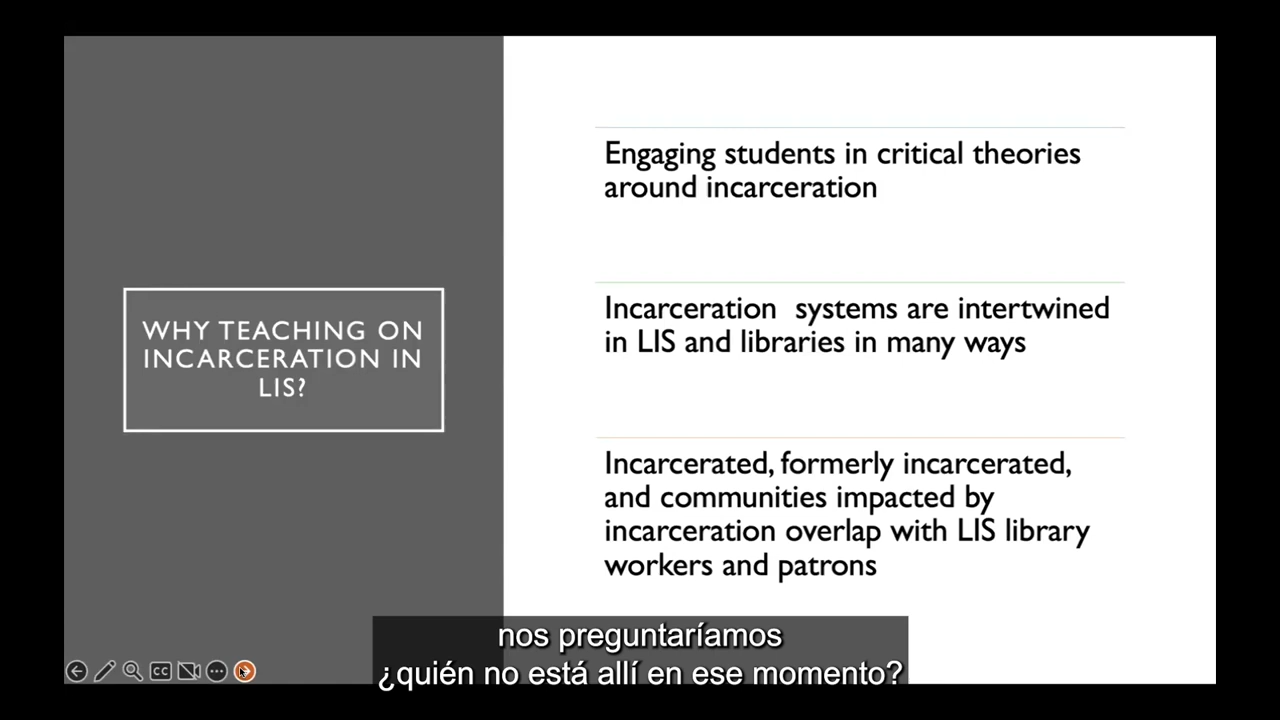 WHY TEACHING ON
INCARCERATION IN
LIS?
Engaging students in critical theories
around incarceration
Incarceration systems are intertwined
in LIS and libraries in many ways
Incarcerated, formerly incarcerated,
and communities impacted by
incarceration overlap with LIS library
workers and patrons
CC
nos preguntaríamos
¿quién no está allí en ese momento?